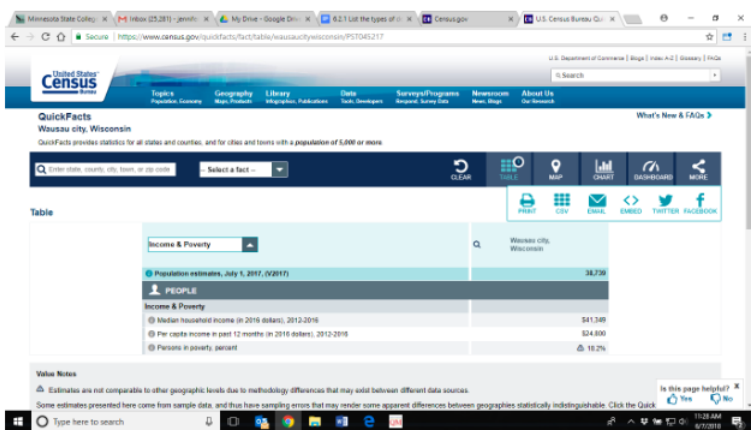 Minnesota State Colleg
M Inbox (25,281) - jennife
My Drive - Google Driv
6.2.1 List the types of
Census.gov
U.S. Census Bureau Qu
Secure https://www.census.gov/quickfacts/fact/table/wausaucitywisconsin/PST045217
U.S. Department of Commerce | Blogs | Index A-Z | Glossary | FAQs
United States
Census
Bureau
Search
Topics
Population, Economy
Geography
Maps, Products
Library
Infographics, Publications
Data
Tools, Developers
Surveys/Programs
Respond, Survey Data
Newsroom
News, Blogs
About Us
Our Research
QuickFacts
What's New & FAQs
Wausau city, Wisconsin
QuickFacts provides statistics for all states and counties, and for cities and towns with a population of 5,000 or more.
Enter state, county, city, town, or zip code
-- Select a fact --
CLEAR
TABLE
MAP
CHART
DASHBOARD
MORE
PRINT
CSV
EMAIL
EMBED
TWITTER
FACEBOOK
Table
Income & Poverty
Wausau city,
Wisconsin
Population estimates, July 1, 2017, (V2017) 38,739
PEOPLE
Income & Poverty
Median household income (in 2016 dollars), 2012-2016 $41,349
Per capita income in past 12 months (in 2016 dollars), 2012-2016 $24,800
Persons in poverty, percent 18.2%
Value Notes
Estimates are not comparable to other geographic levels due to methodology differences that may exist between different data sources.
Some estimates presented here come from sample data, and thus have sampling errors that may render some apparent differences between geographies statistically indistinguishable. Click the Quick
Is this page helpful? X
Yes No
Type here to search
11:28 AM
6/7/2018